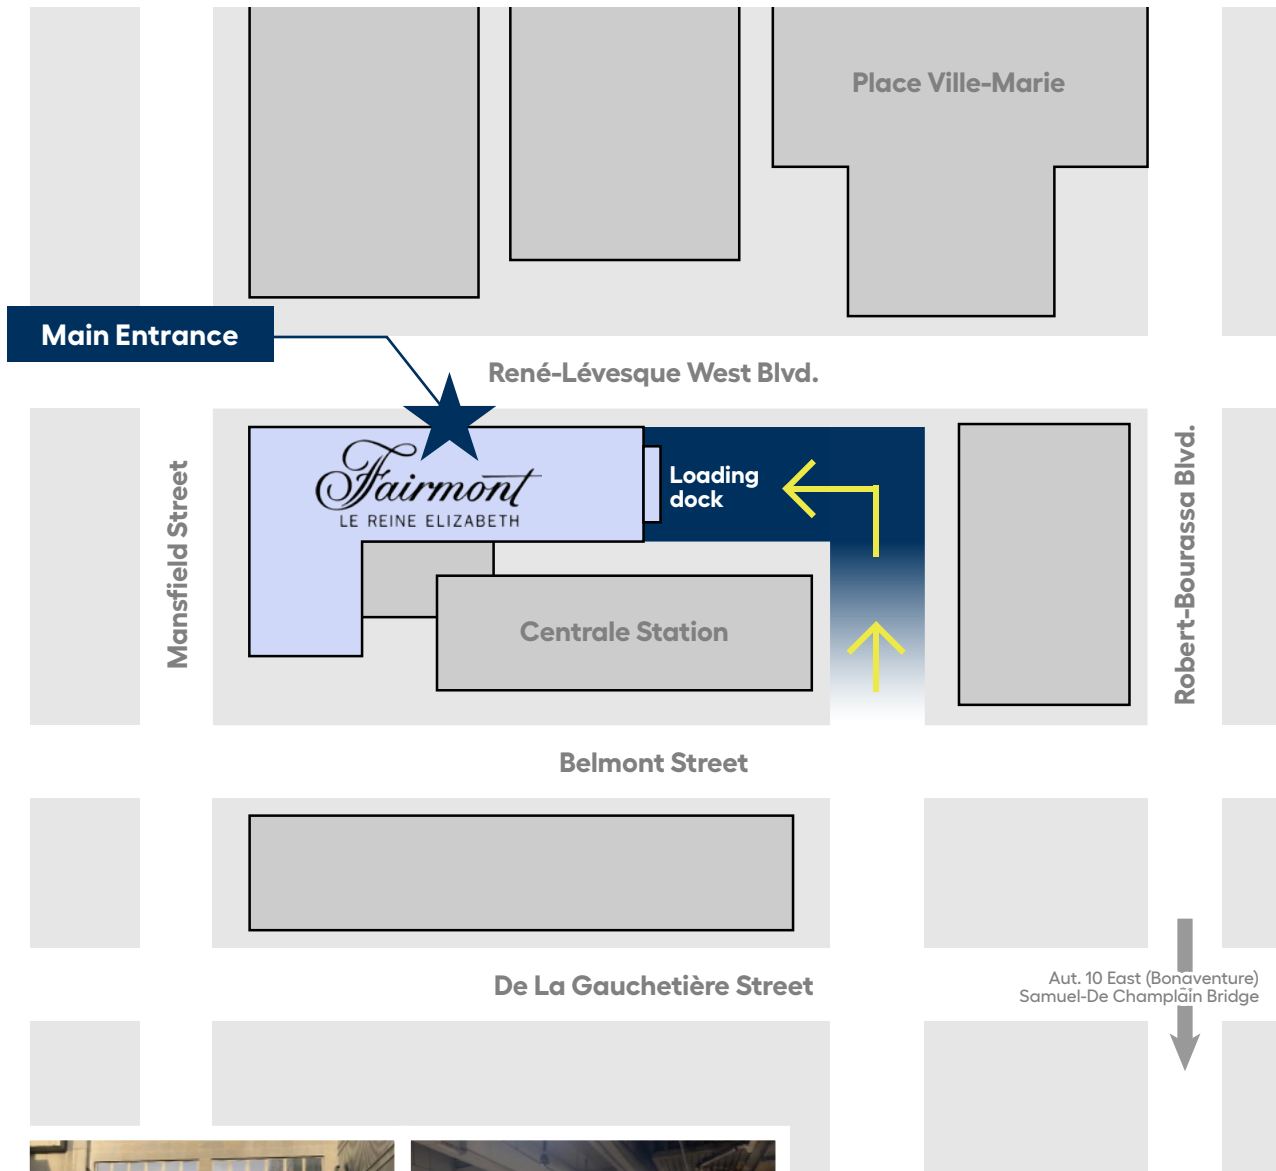 Place Ville-Marie
Main Entrance
René-Lévesque West Blvd.
Fairmont
LE REINE ELIZABETH
Loading
dock
Mansfield Street
Robert-Bourassa Blvd.
Centrale Station
Belmont Street
De La Gauchetière Street
Aut. 10 East (Bonaventure)
Samuel-De Champlain Bridge